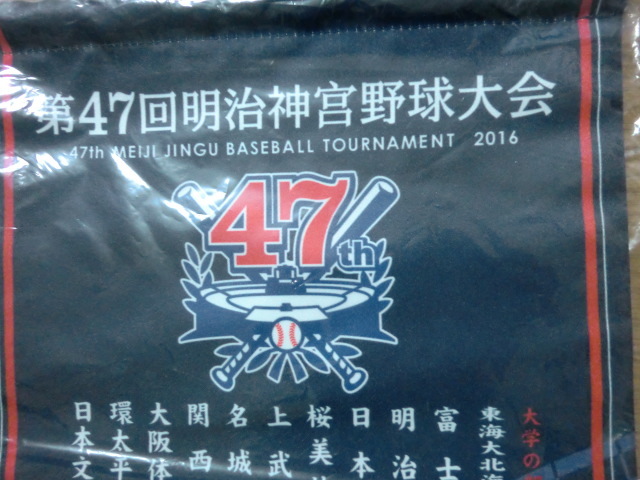 第47回明治神宮野球大会
47th MEIJI JINGU BASEBALL TOURNAMENT 2016
47th
大学の
東海大北海
富士
明治
日本
桜美
上武
名城
関西
大阪体
環太平
日本文